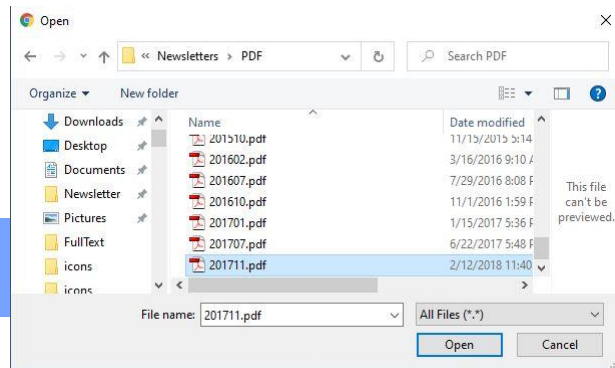 Open
« Newsletters > PDF
Search PDF
Organize
New folder
Name
Date modified
Downloads
Desktop
Documents
Newsletter
Pictures
FullText
icons
icons
201510.pdf 11/15/2015 5:14
201602.pdf 3/16/2016 9:10
201607.pdf 7/29/2016 8:08
201610.pdf 11/1/2016 1:59
201701.pdf 1/15/2017 5:36
201707.pdf 6/22/2017 5:48
201711.pdf 2/12/2018 11:40
This file
can't be
previewed.
File name: 201711.pdf
All Files (*.*)
Open
Cancel